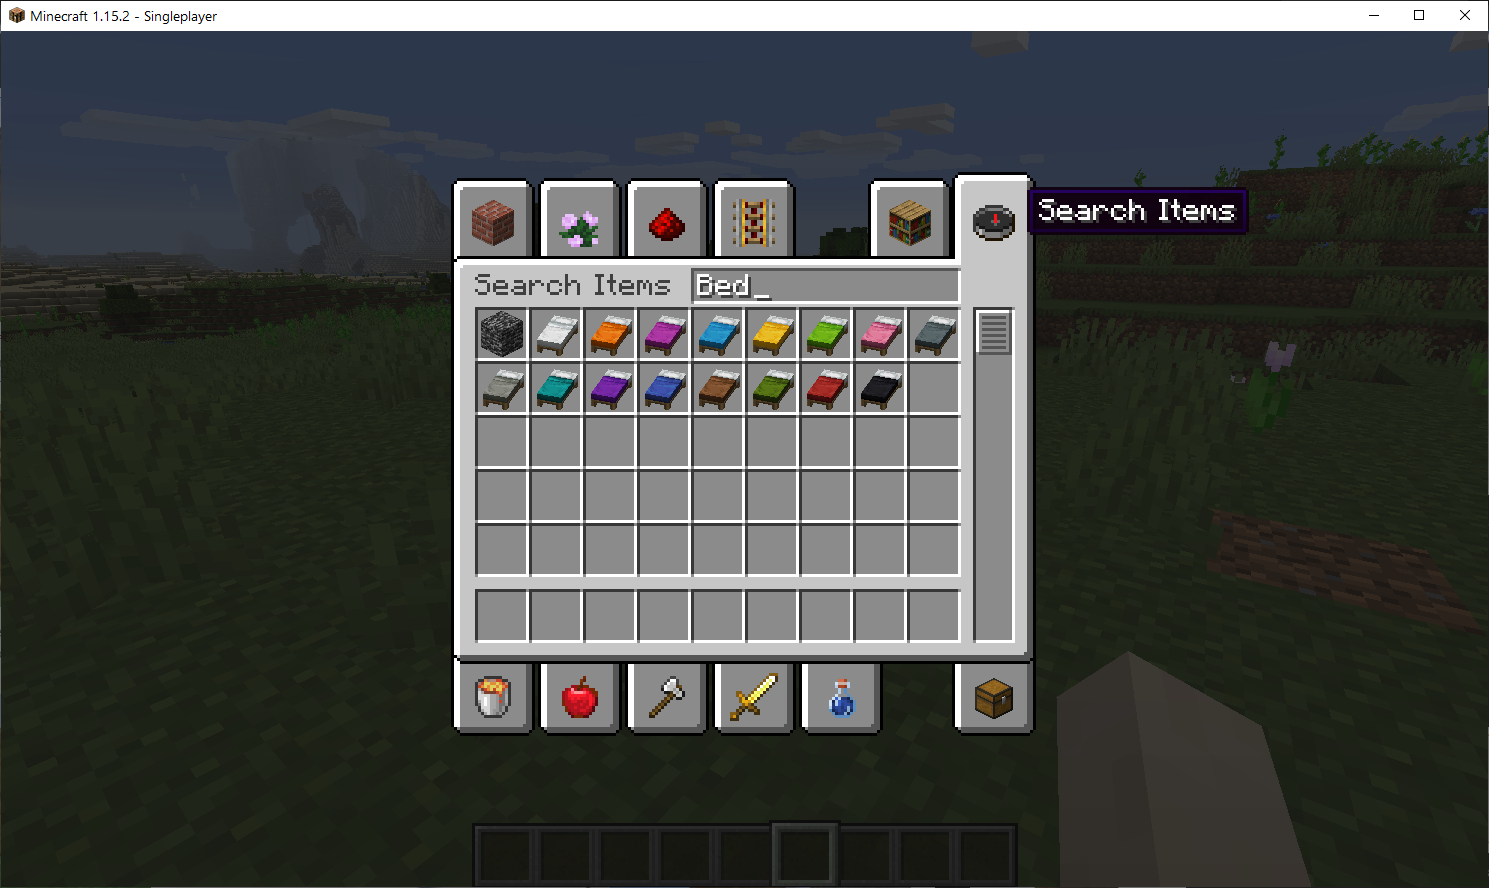 Minecraft 1.15.2 - Singleplayer
Search Items
Search Items Bed_